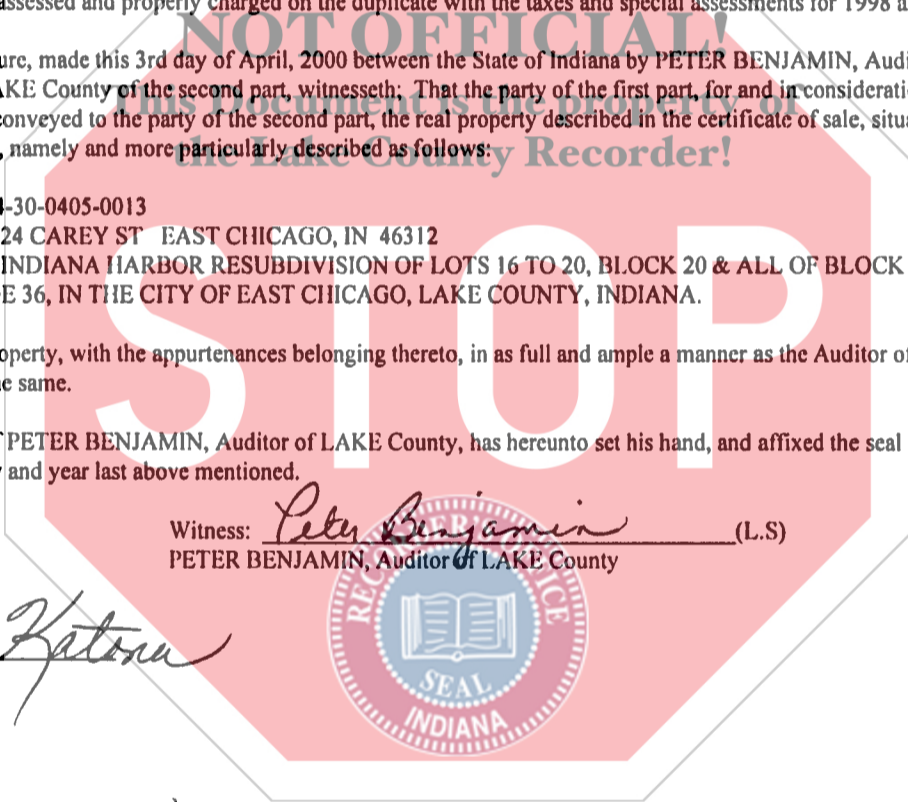 assessed and properly charged on the duplicate with the taxes and special assessments for 1998 a
NOT OFFICIAL!
ure, made this 3rd day of April, 2000 between the State of Indiana by PETER BENJAMIN, Audi
AKE County of the second part, witnesseth; That the party of the first part, for and in considerati
This Document is the property of
conveyed to the party of the second part, the real property described in the certificate of sale, situa
, namely and more particularly described as follows:
the Lake County Recorder!
4-30-0405-0013
24 CAREY ST EAST CHICAGO, IN 46312
INDIANA HARBOR RESUBDIVISION OF LOTS 16 TO 20, BLOCK 20 & ALL OF BLOCK
E 36, IN THE CITY OF EAST CHICAGO, LAKE COUNTY, INDIANA.
STOP
operty, with the appurtenances belonging thereto, in as full and ample a manner as the Auditor of
e same.
PETER BENJAMIN, Auditor of LAKE County, has hereunto set his hand, and affixed the seal
and year last above mentioned.
Witness: Peter Benjamin (L.S)
PETER BENJAMIN, Auditor of LAKE County
RECORDER OFFICE
Katona
SEAL
INDIANA